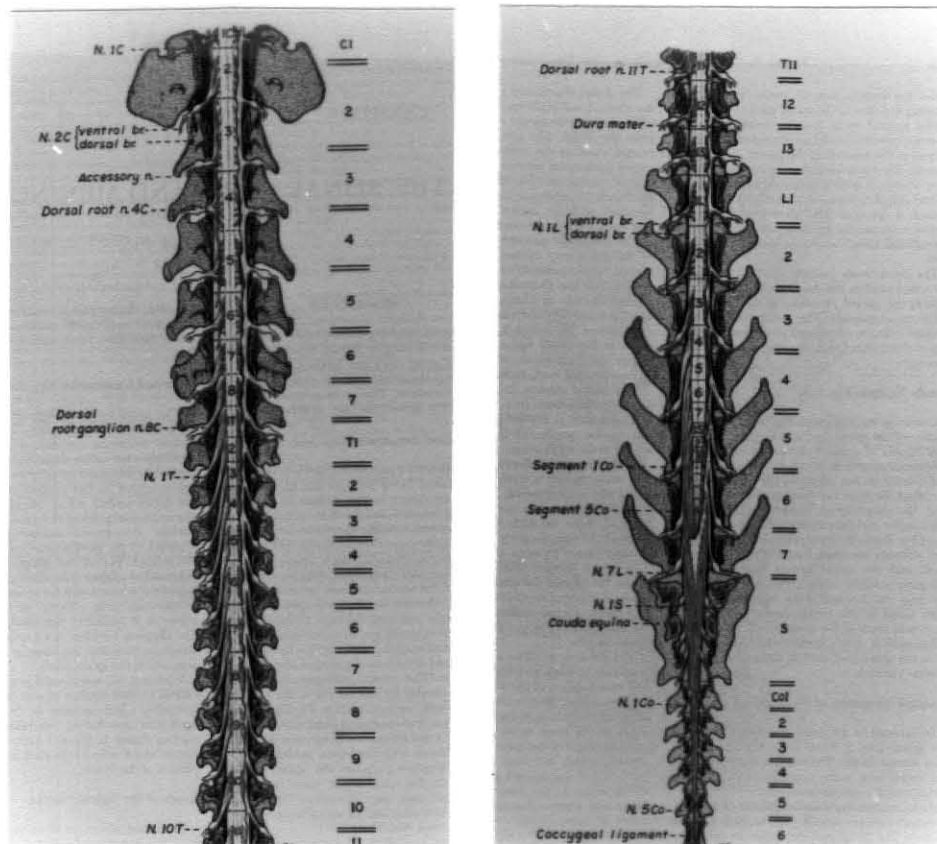 N. 1C
N. 2C { ventral br.
dorsal br.
Accessory n.
Dorsal root n. 4C
Dorsal
root ganglion n. 8C
N. 1T
N. 10T
C1
2
3
4
5
6
7
T1
2
3
4
5
6
7
8
9
10
11
Dorsal root n. 11T
Dura mater
N. 1L { ventral br.
dorsal br.
Segment 1Co
Segment 5Co
N. 7L
N. 1S
Cauda equina
N. 1Co
N. 5Co
Coccygeal ligament
T11
12
13
L1
2
3
4
5
6
7
S
Co1
2
3
4
5
6